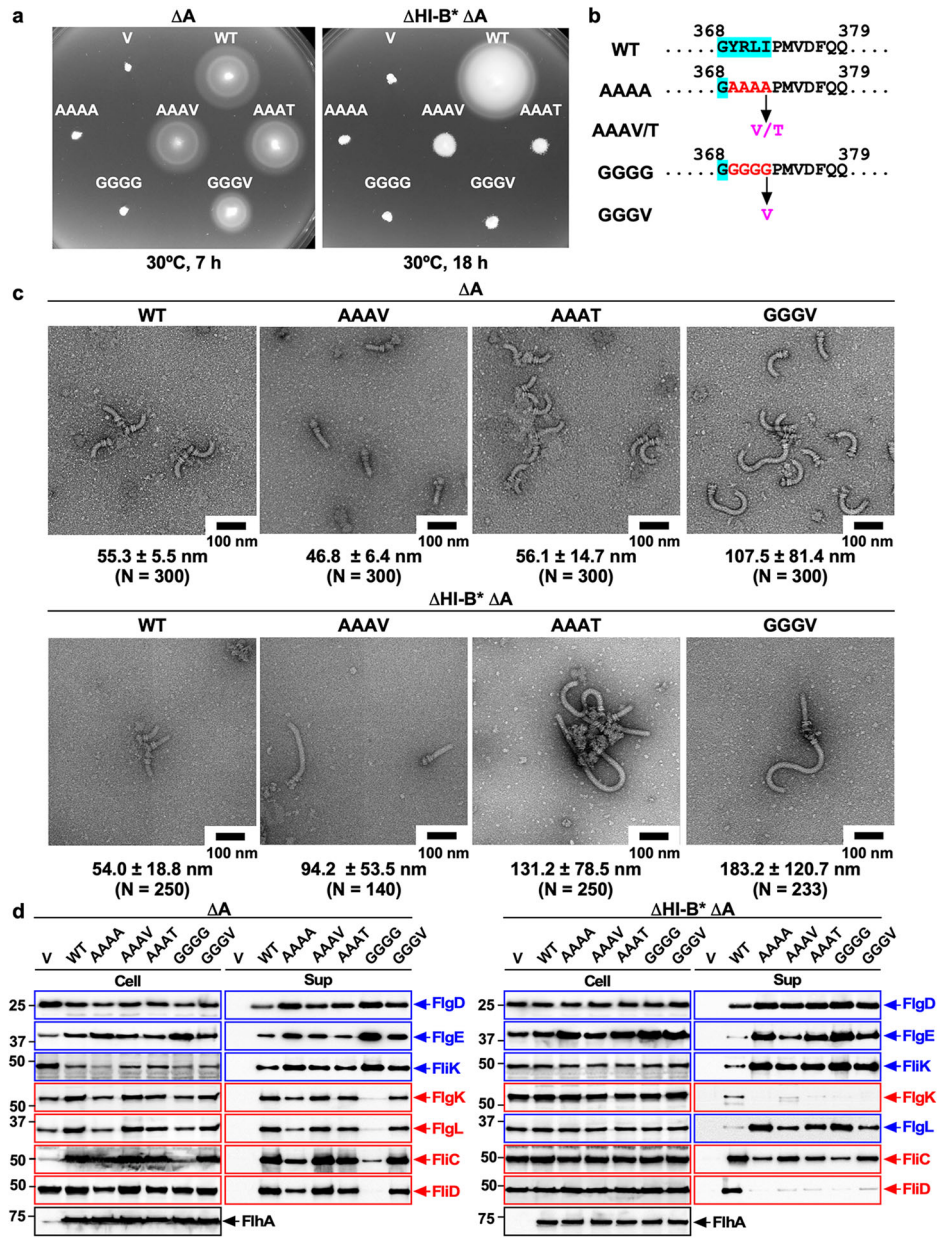 a
ΔA
ΔHI-B* ΔA
V
WT
AAAA
AAAV
AAAT
GGGG
GGGV
30ºC, 7 h
V
WT
AAAA
AAAV
AAAT
GGGG
GGGV
30ºC, 18 h
b
368 379
WT .....GYRLIPMVDFQQ....
368 379
AAAA .....GAAAAPMVDFQQ....
AAAV/T V/T
368 379
GGGG .....GGGGGPMVDFQQ....
GGGV V
c
ΔA
WT AAAV AAAT GGGV
100 nm 100 nm 100 nm 100 nm
55.3 ± 5.5 nm 46.8 ± 6.4 nm 56.1 ± 14.7 nm 107.5 ± 81.4 nm
(N = 300) (N = 300) (N = 300) (N = 300)
ΔHI-B* ΔA
WT AAAV AAAT GGGV
100 nm 100 nm 100 nm 100 nm
54.0 ± 18.8 nm 94.2 ± 53.5 nm 131.2 ± 78.5 nm 183.2 ± 120.7 nm
(N = 250) (N = 140) (N = 250) (N = 233)
d
ΔA
V WT AAAA AAAV AAAT GGGG GGGV V WT AAAA AAAV AAAT GGGG GGGV
Cell Sup
25 FlgD
37 FlgE
50 FliK
50 FlgK
37 FlgL
50 FliC
50 FliD
75 FlhA
ΔHI-B* ΔA
V WT AAAA AAAV AAAT GGGG GGGV V WT AAAA AAAV AAAT GGGG GGGV
Cell Sup
25 FlgD
37 FlgE
50 FliK
50 FlgK
37 FlgL
50 FliC
50 FliD
75 FlhA